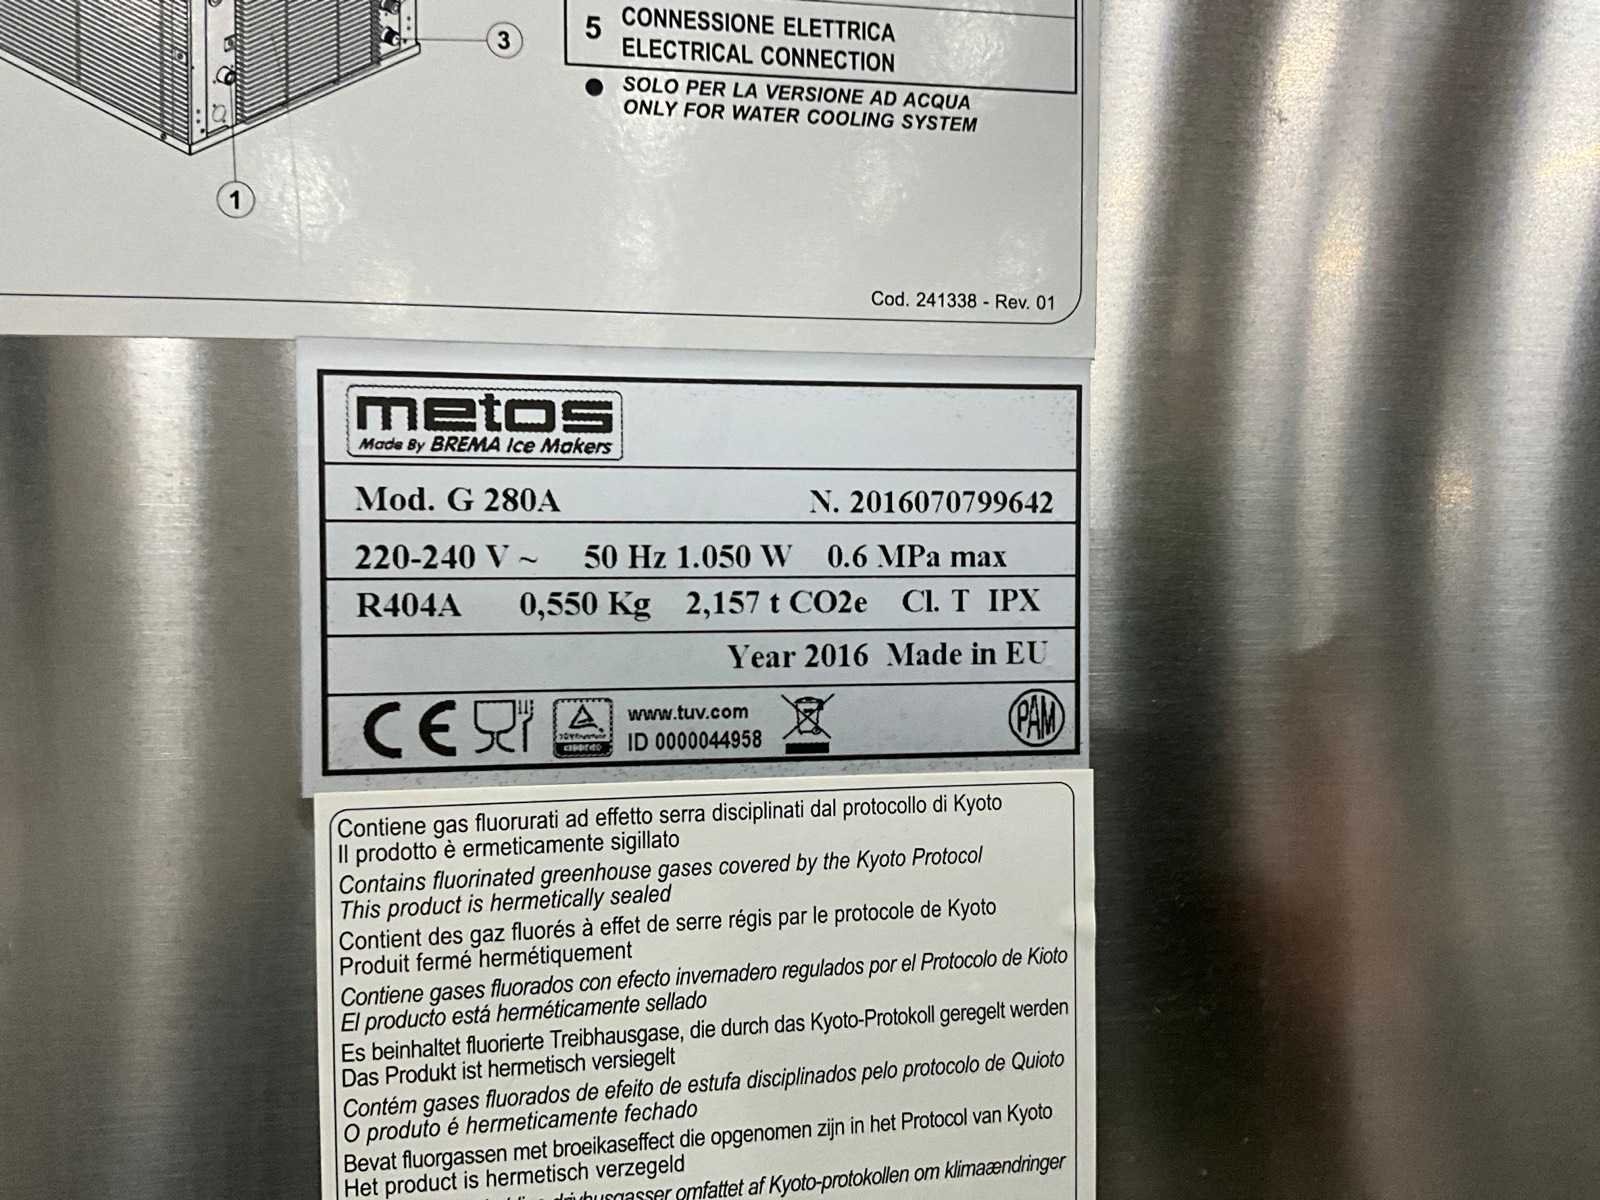 3
1
5 CONNESSIONE ELETTRICA
ELECTRICAL CONNECTION
● SOLO PER LA VERSIONE AD ACQUA
ONLY FOR WATER COOLING SYSTEM
Cod. 241338 - Rev. 01
metos
Made By BREMA Ice Makers
Mod. G 280A N. 2016070799642
220-240 V ~ 50 Hz 1.050 W 0.6 MPa max
R404A 0,550 Kg 2,157 t CO2e Cl. T IPX
Year 2016 Made in EU
CE
www.tuv.com
ID 0000044958
PAM
Contiene gas fluorurati ad effetto serra disciplinati dal protocollo di Kyoto
Il prodotto è ermeticamente sigillato
Contains fluorinated greenhouse gases covered by the Kyoto Protocol
This product is hermetically sealed
Contient des gaz fluorés à effet de serre régis par le protocole de Kyoto
Produit fermé hermétiquement
Contiene gases fluorados con efecto invernadero regulados por el Protocolo de Kioto
El producto está herméticamente sellado
Es beinhaltet fluorierte Treibhausgase, die durch das Kyoto-Protokoll geregelt werden
Das Produkt ist hermetisch versiegelt
Contém gases fluorados de efeito de estufa disciplinados pelo protocolo de Quioto
O produto é hermeticamente fechado
Bevat fluorgassen met broeikaseffect die opgenomen zijn in het Protocol van Kyoto
Het product is hermetisch verzegeld
omfattet af Kyoto-protokollen om klimaændringer